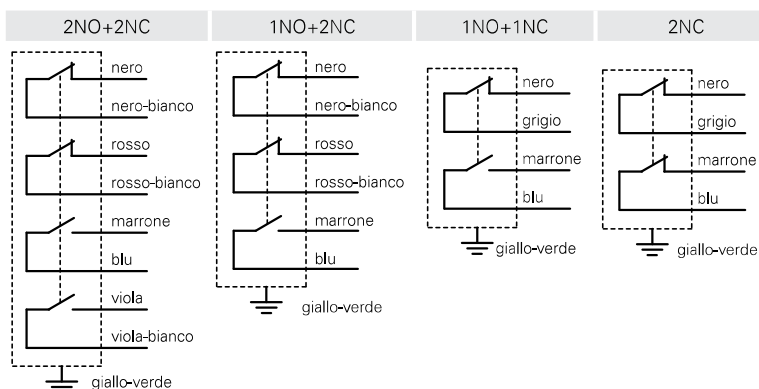 2NO+2NC
nero
nero-bianco
rosso
rosso-bianco
marrone
blu
viola
viola-bianco
giallo-verde
1NO+2NC
nero
nero-bianco
rosso
rosso-bianco
marrone
blu
giallo-verde
1NO+1NC
nero
grigio
marrone
blu
giallo-verde
2NC
nero
grigio
marrone
blu
giallo-verde